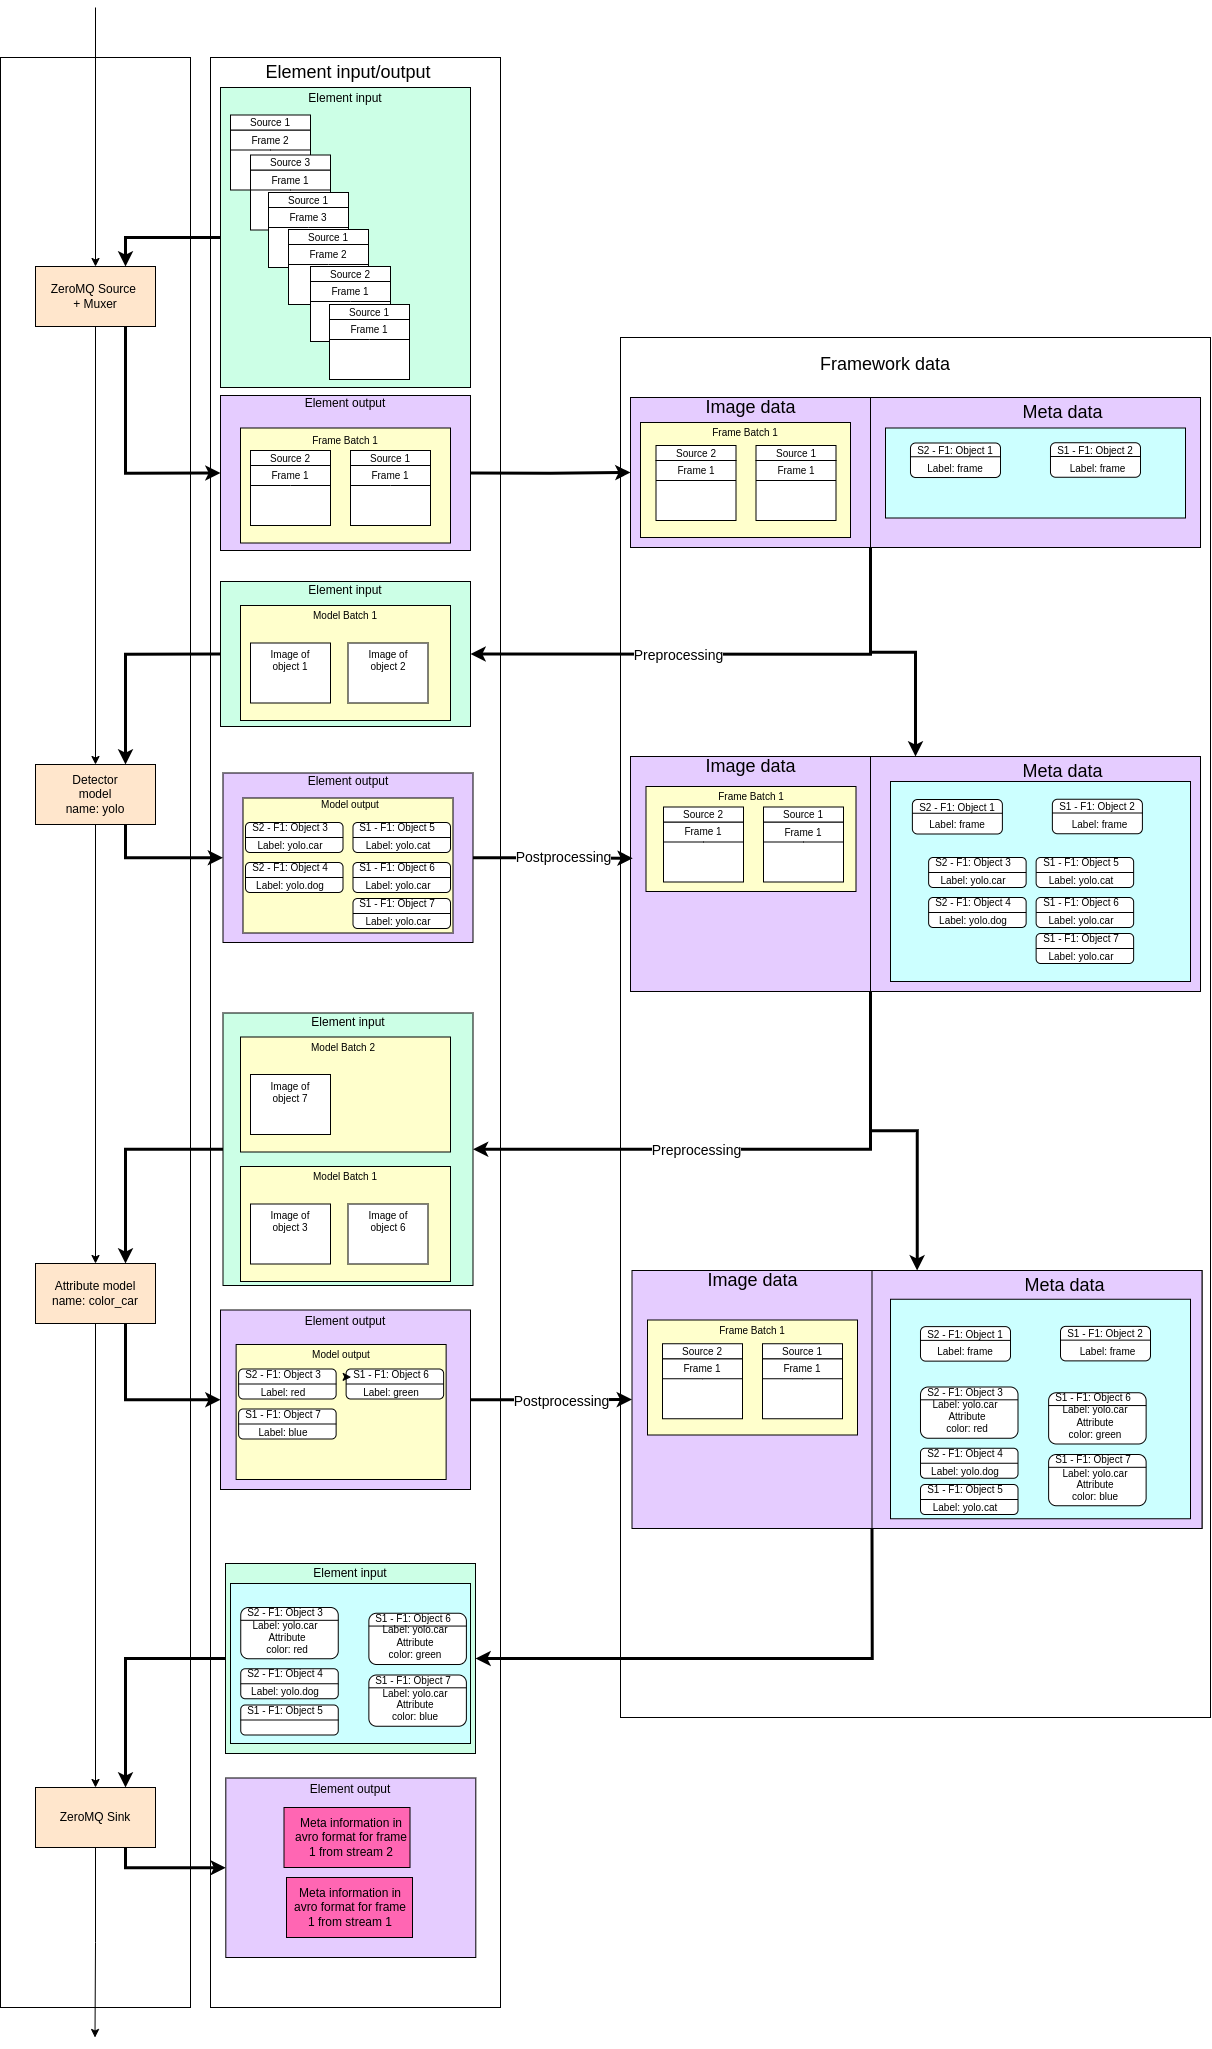 Element input/output
Element input
Source 1
Frame 2
Source 3
Frame 1
Source 1
Frame 3
Source 1
Frame 2
Source 2
Frame 1
Source 1
Frame 1
ZeroMQ Source
+ Muxer
Element output
Frame Batch 1
Source 2
Frame 1
Source 1
Frame 1
Framework data
Image data
Frame Batch 1
Source 2
Frame 1
Source 1
Frame 1
Meta data
S2 - F1: Object 1
Label: frame
S1 - F1: Object 2
Label: frame
Element input
Model Batch 1
Image of
object 1
Image of
object 2
Preprocessing
Detector
model
name: yolo
Element output
Model output
S2 - F1: Object 3
Label: yolo.car
S1 - F1: Object 5
Label: yolo.cat
S2 - F1: Object 4
Label: yolo.dog
S1 - F1: Object 6
Label: yolo.car
S1 - F1: Object 7
Label: yolo.car
Postprocessing
Image data
Frame Batch 1
Source 2
Frame 1
Source 1
Frame 1
Meta data
S2 - F1: Object 1
Label: frame
S1 - F1: Object 2
Label: frame
S2 - F1: Object 3
Label: yolo.car
S1 - F1: Object 5
Label: yolo.cat
S2 - F1: Object 4
Label: yolo.dog
S1 - F1: Object 6
Label: yolo.car
S1 - F1: Object 7
Label: yolo.car
Element input
Model Batch 2
Image of
object 7
Model Batch 1
Image of
object 3
Image of
object 6
Preprocessing
Attribute model
name: color_car
Element output
Model output
S2 - F1: Object 3
Label: red
S1 - F1: Object 6
Label: green
S1 - F1: Object 7
Label: blue
Postprocessing
Image data
Frame Batch 1
Source 2
Frame 1
Source 1
Frame 1
Meta data
S2 - F1: Object 1
Label: frame
S1 - F1: Object 2
Label: frame
S2 - F1: Object 3
Label: yolo.car
Attribute
color: red
S1 - F1: Object 6
Label: yolo.car
Attribute
color: green
S2 - F1: Object 4
Label: yolo.dog
S1 - F1: Object 7
Label: yolo.car
Attribute
color: blue
S1 - F1: Object 5
Label: yolo.cat
Element input
S2 - F1: Object 3
Label: yolo.car
Attribute
color: red
S1 - F1: Object 6
Label: yolo.car
Attribute
color: green
S2 - F1: Object 4
Label: yolo.dog
S1 - F1: Object 7
Label: yolo.car
Attribute
color: blue
S1 - F1: Object 5
ZeroMQ Sink
Element output
Meta information in
avro format for frame
1 from stream 2
Meta information in
avro format for frame
1 from stream 1